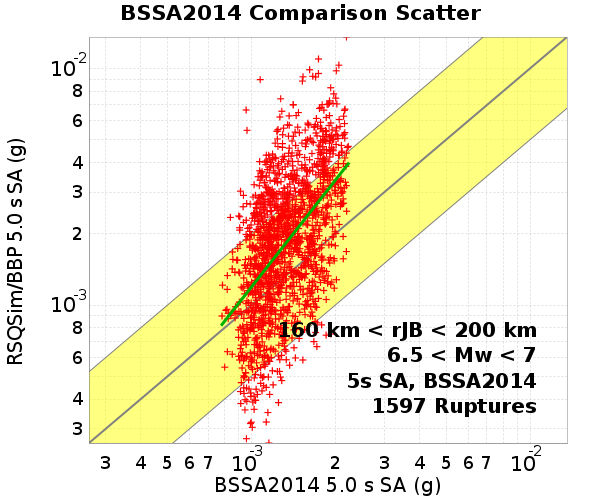 BSSA2014 Comparison Scatter
10-2
8
6
4
3
2
10-3
8
6
4
3
RSQSim/BBP 5.0 s SA (g)
160 km < rJB < 200 km
6.5 < Mw < 7
5s SA, BSSA2014
1597 Ruptures
3 4 5 6 7 10-3 2 3 4 5 6 7 10-2
BSSA2014 5.0 s SA (g)